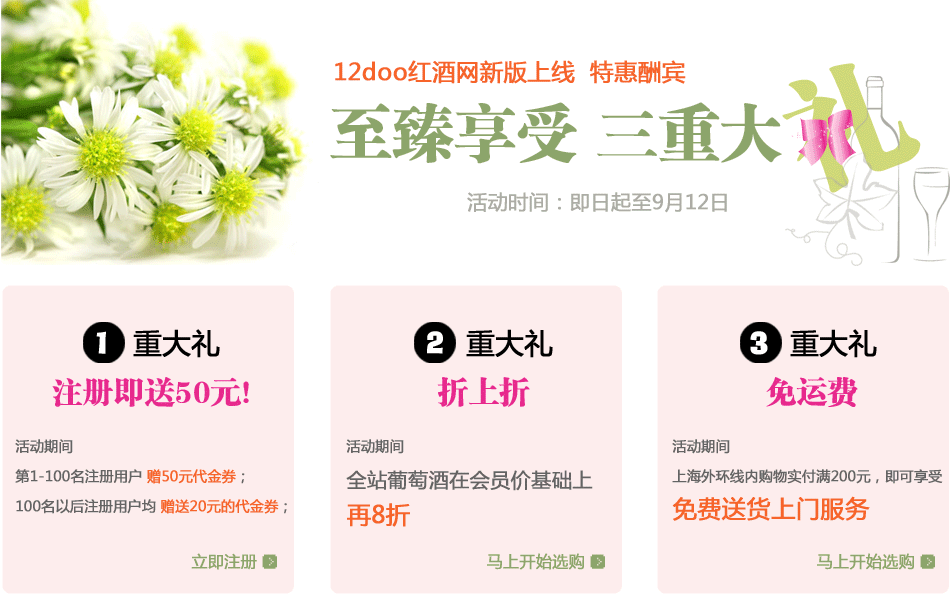 12doo红酒网新版上线 特惠酬宾
至臻享受 三重大礼
活动时间：即日起至9月12日
1 重大礼
注册即送50元!
活动期间
第1-100名注册用户 赠50元代金券；
100名以后注册用户均 赠送20元的代金券；
立即注册
2 重大礼
折上折
活动期间
全站葡萄酒在会员价基础上
再8折
马上开始选购
3 重大礼
免运费
活动期间
上海外环线内购物实付满200元，即可享受
免费送货上门服务
马上开始选购